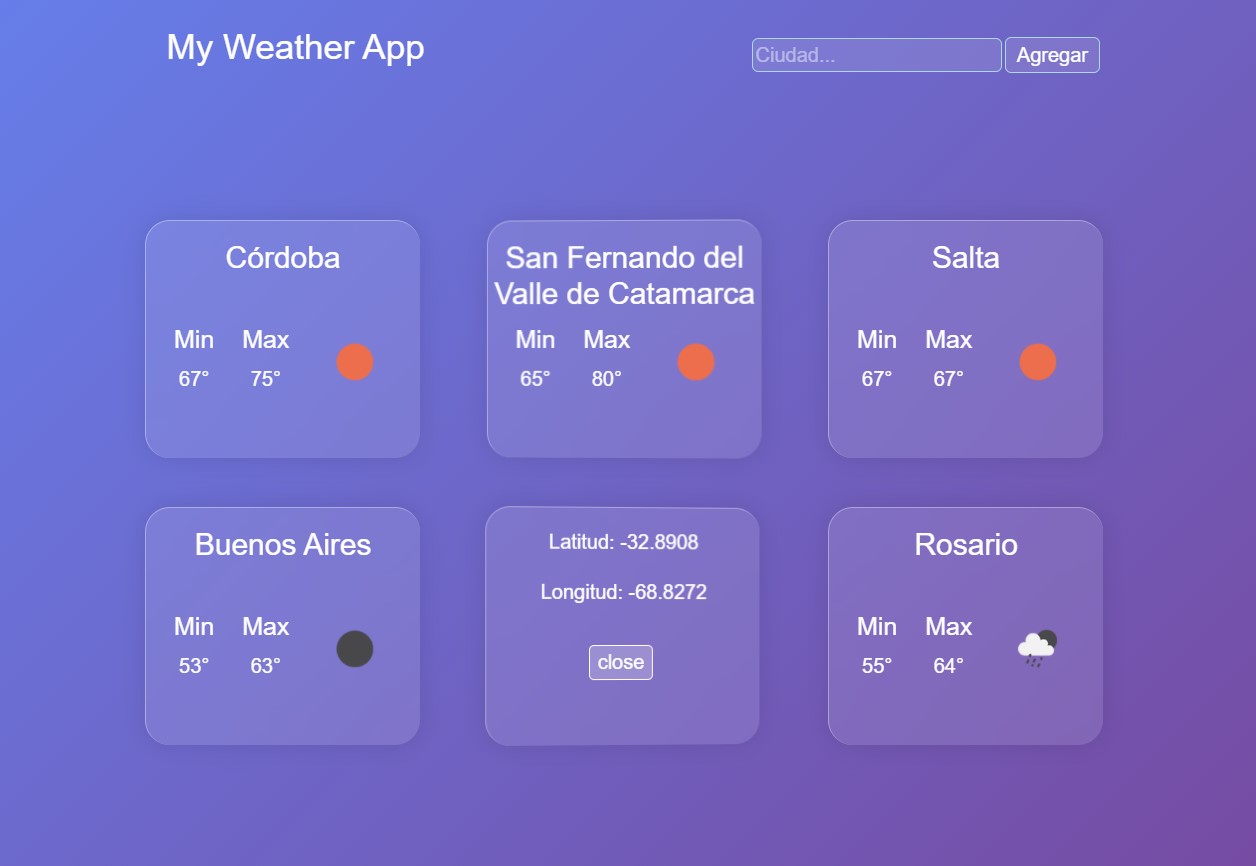 My Weather App
Ciudad... Agregar
Córdoba
Min Max
67° 75°
San Fernando del
Valle de Catamarca
Min Max
65° 80°
Salta
Min Max
67° 67°
Buenos Aires
Min Max
53° 63°
Latitud: -32.8908
Longitud: -68.8272
close
Rosario
Min Max
55° 64°